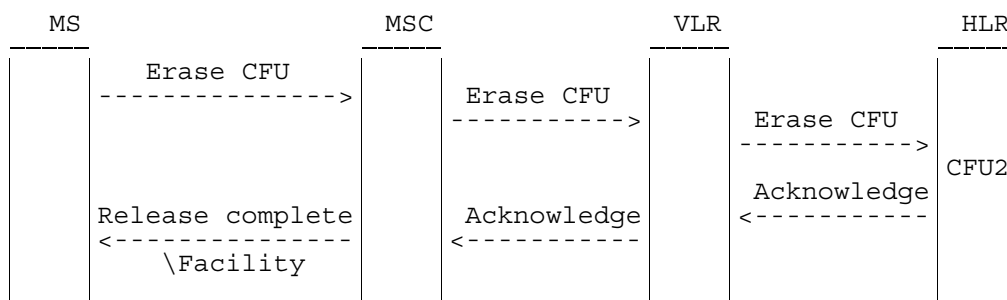 MS MSC VLR HLR
Erase CFU
Erase CFU
Erase CFU
CFU2
Acknowledge
Release complete Acknowledge
\Facility